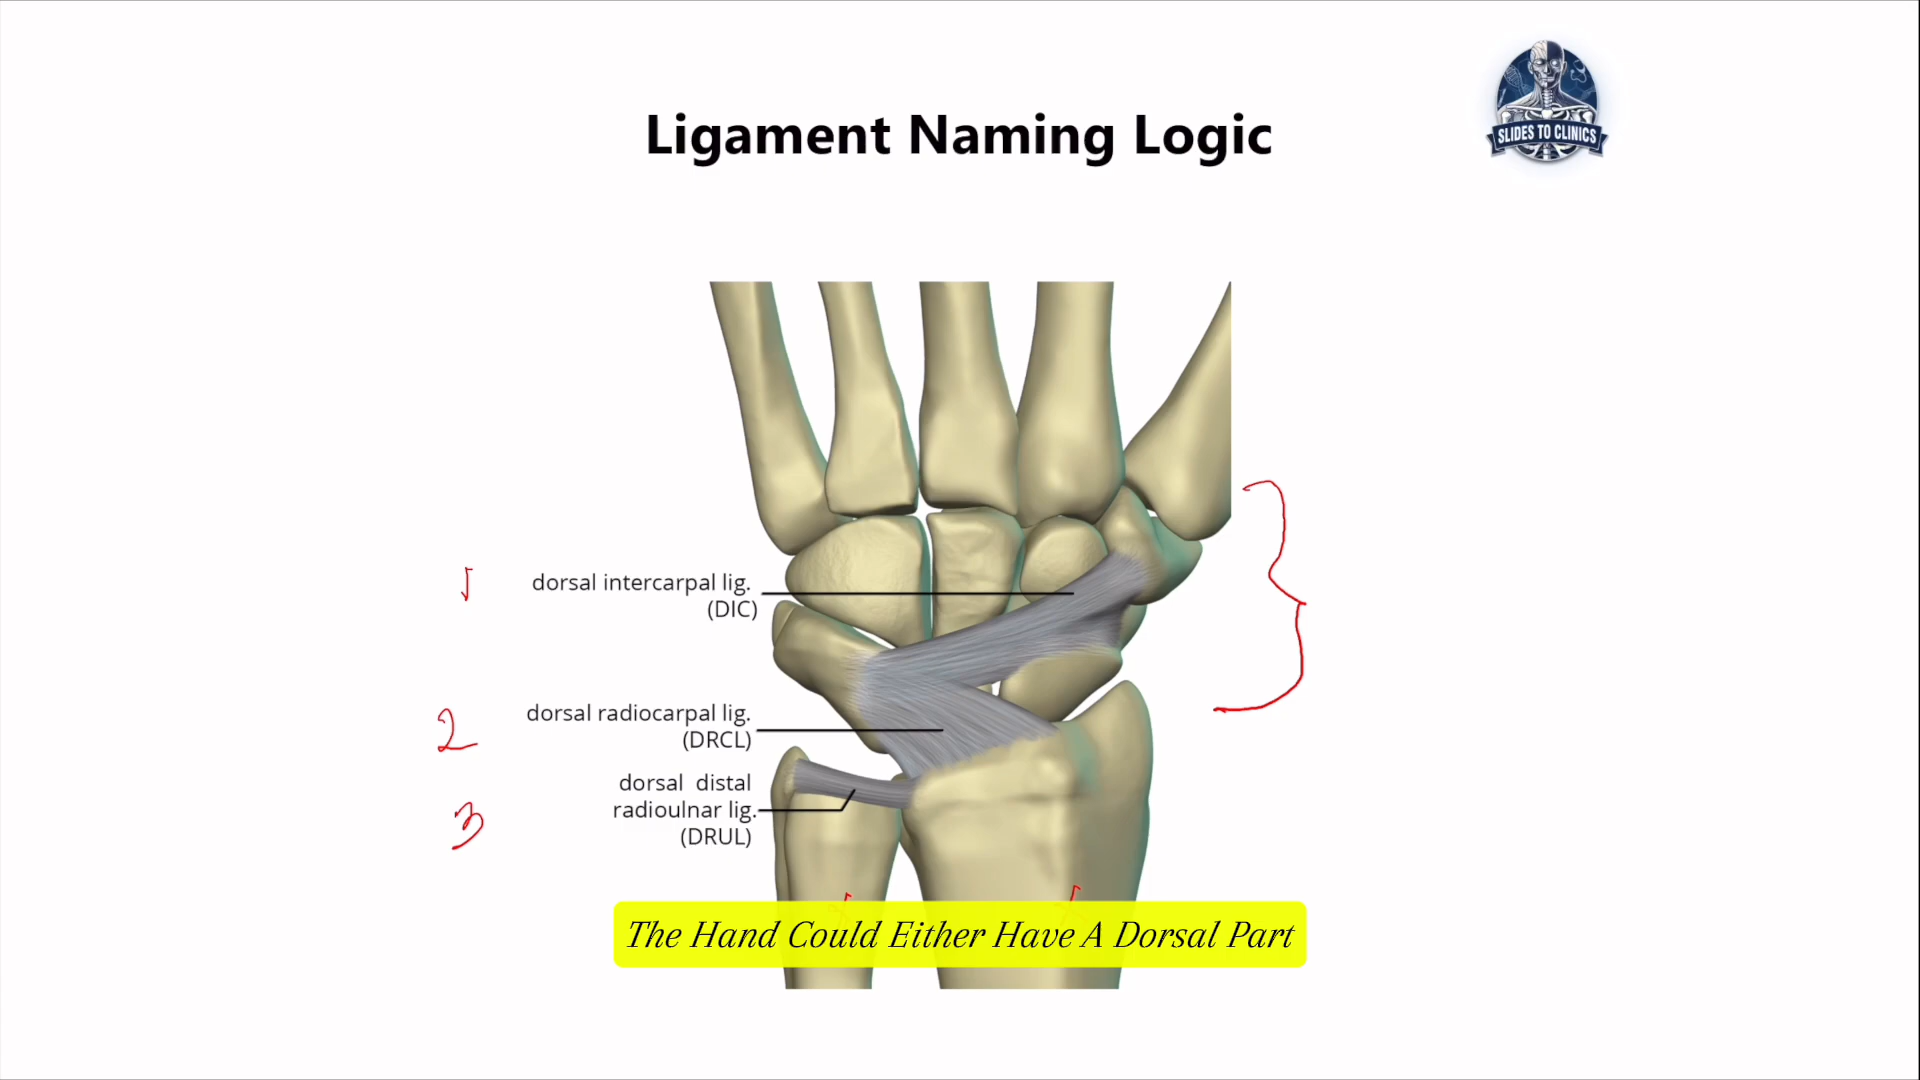 Ligament Naming Logic
SLIDES TO CLINICS
dorsal intercarpal lig.
(DIC)
2
dorsal radiocarpal lig.
(DRCL)
3
dorsal distal
radioulnar lig.
(DRUL)
The Hand Could Either Have A Dorsal Part